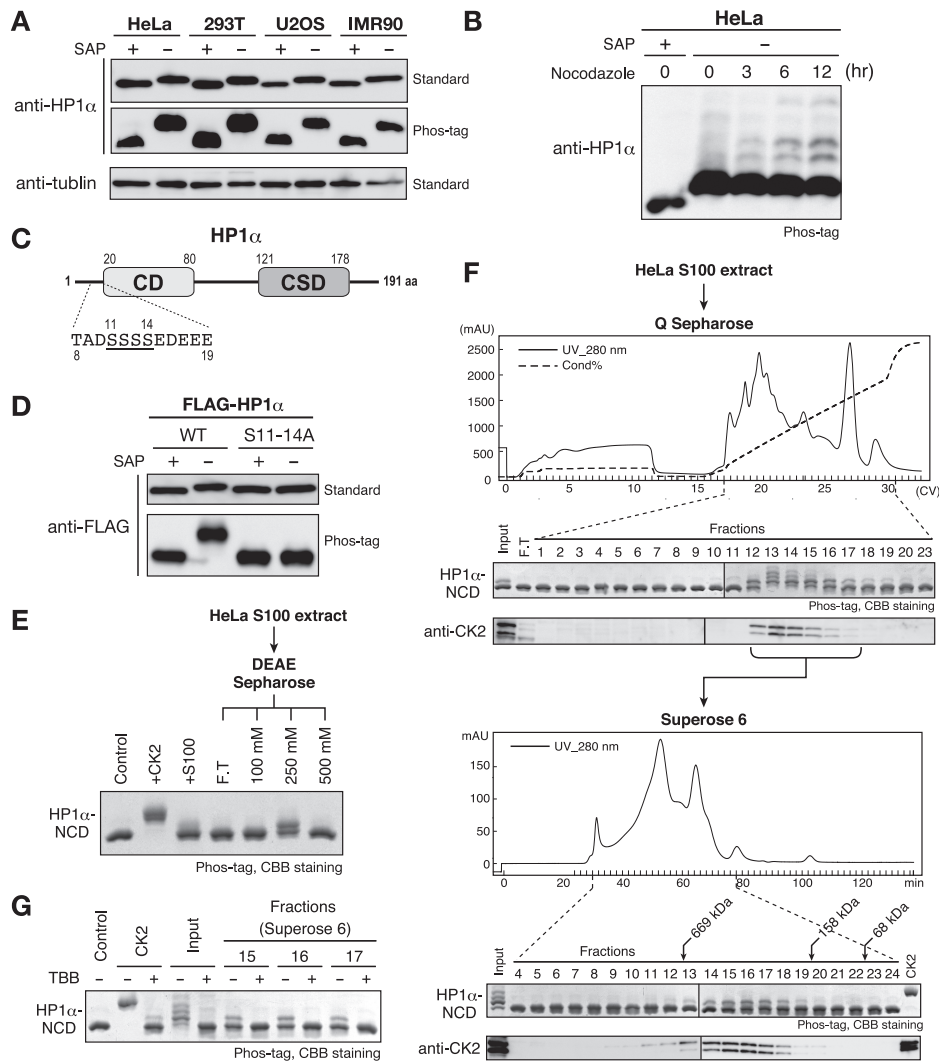 A
HeLa 293T U2OS IMR90
SAP + − + − + − + −
anti-HP1α
Standard
Phos-tag
anti-tublin
Standard
B
HeLa
SAP + −
Nocodazole 0 0 3 6 12 (hr)
anti-HP1α
Phos-tag
C
HP1α
20 80 121 178
1 CD CSD 191 aa
11 14
TADSSSSEDEEE
8 19
D
FLAG-HP1α
WT S11-14A
SAP + − + −
anti-FLAG
Standard
Phos-tag
E
HeLa S100 extract
DEAE
Sepharose
Control +CK2 +S100 F.T 100 mM 250 mM 500 mM
HP1α-
NCD
Phos-tag, CBB staining
G
Control CK2 Input Fractions
(Superose 6)
15 16 17
TBB − − + − + − + − + − +
HP1α-
NCD
Phos-tag, CBB staining
F
HeLa S100 extract
Q Sepharose
(mAU)
2500
2000
1500
1000
500
0
UV_280 nm
Cond%
0 5 10 15 20 25 30 (CV)
Fractions
Input F.T 1 2 3 4 5 6 7 8 9 10 11 12 13 14 15 16 17 18 19 20 23
HP1α-
NCD
Phos-tag, CBB staining
anti-CK2
Superose 6
mAU
150
100
50
0
UV_280 nm
0 20 40 60 80 100 120 min
669 kDa 158 kDa 68 kDa
Fractions
Input 4 5 6 7 8 9 10 11 12 13 14 15 16 17 18 19 20 21 22 23 24 CK2
HP1α-
NCD
Phos-tag, CBB staining
anti-CK2